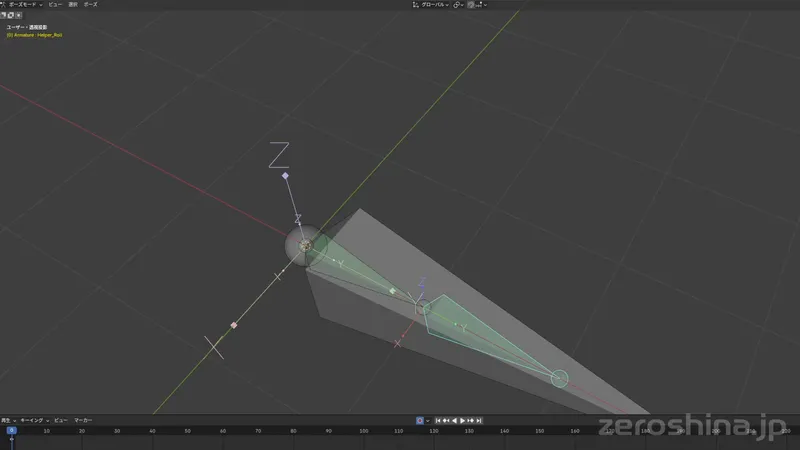 ポーズモード ビュー 選択 ポーズ グローバル
ユーザー・透視投影
(0) Armature : Helper_Roll
Z
Z
Y
X
X
Z
Y
Y
X
再生 キーイング ビュー マーカー
0 10 20 30 40 50 60 70 80 90 100 110 120 130 140 150 160 170
zeroshina.jp